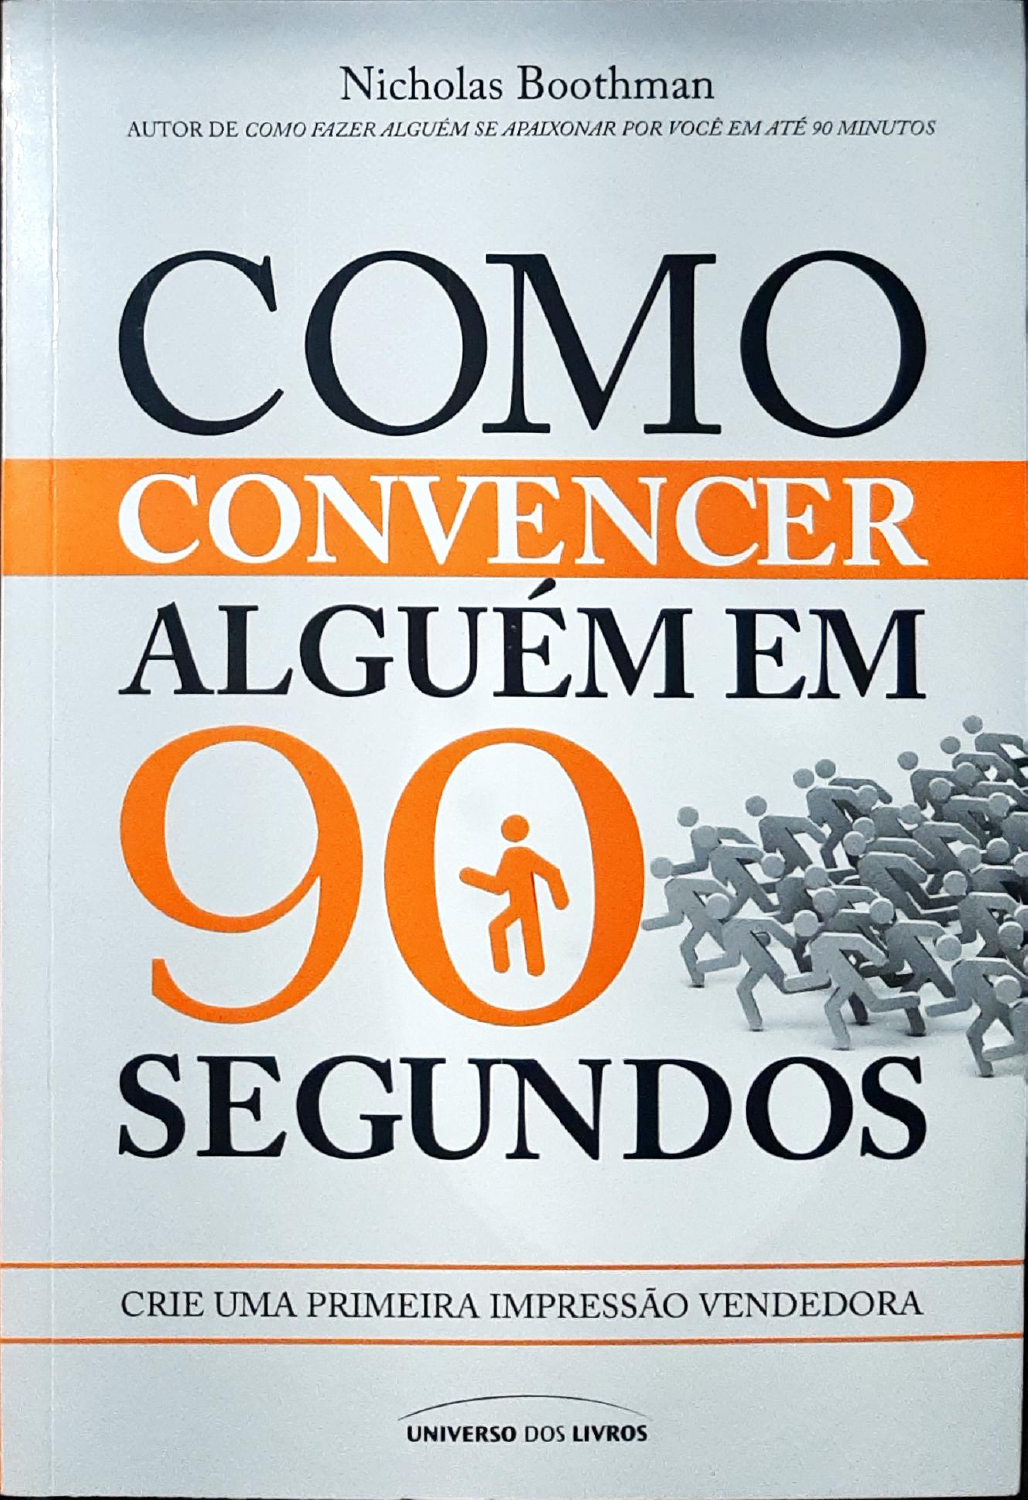 Nicholas Boothman
AUTOR DE COMO FAZER ALGUÉM SE APAIXONAR POR VOCÊ EM ATÉ 90 MINUTOS
COMO
CONVENCER
ALGUÉM EM
90
SEGUNDOS
CRIE UMA PRIMEIRA IMPRESSÃO VENDEDORA
UNIVERSO DOS LIVROS